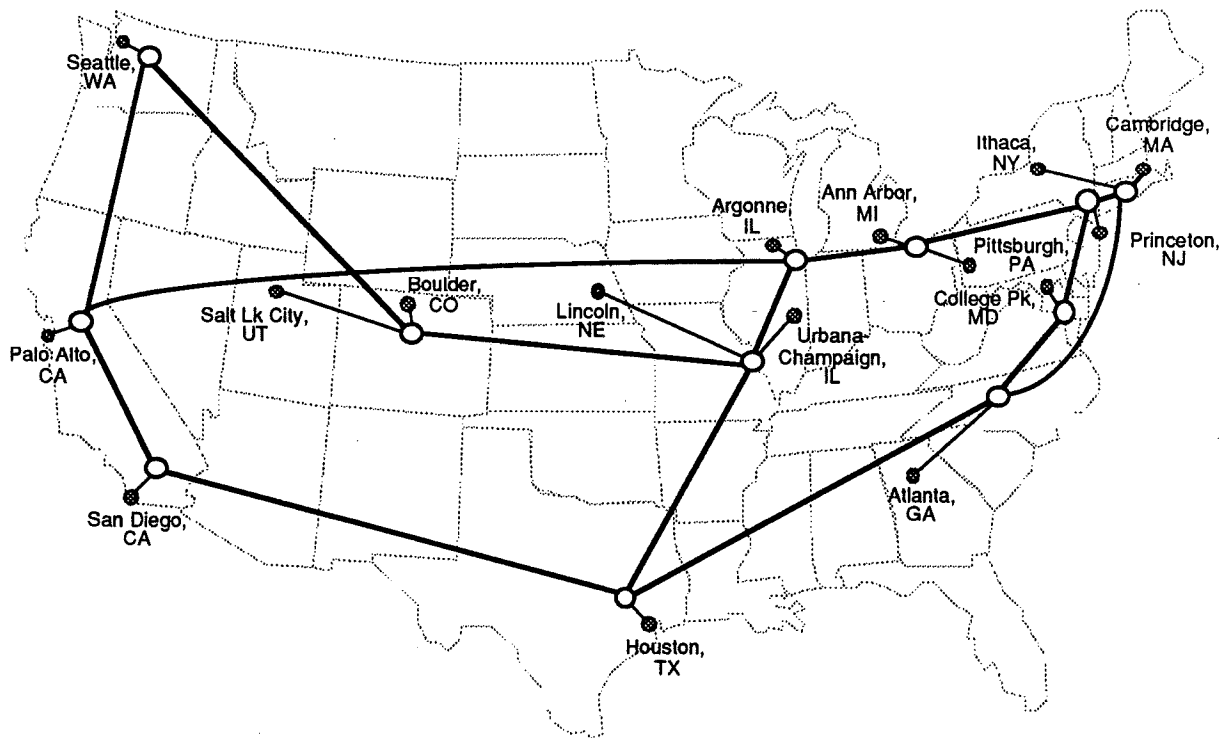 Seattle,
WA
Cambridge,
MA
Ithaca,
NY
Ann Arbor,
MI
Argonne
IL
Princeton,
NJ
Pittsburgh,
PA
College Pk,
MD
Boulder,
CO
Salt Lk City,
UT
Lincoln,
NE
Urbana-
Champaign,
IL
Palo Alto,
CA
San Diego,
CA
Atlanta,
GA
Houston,
TX